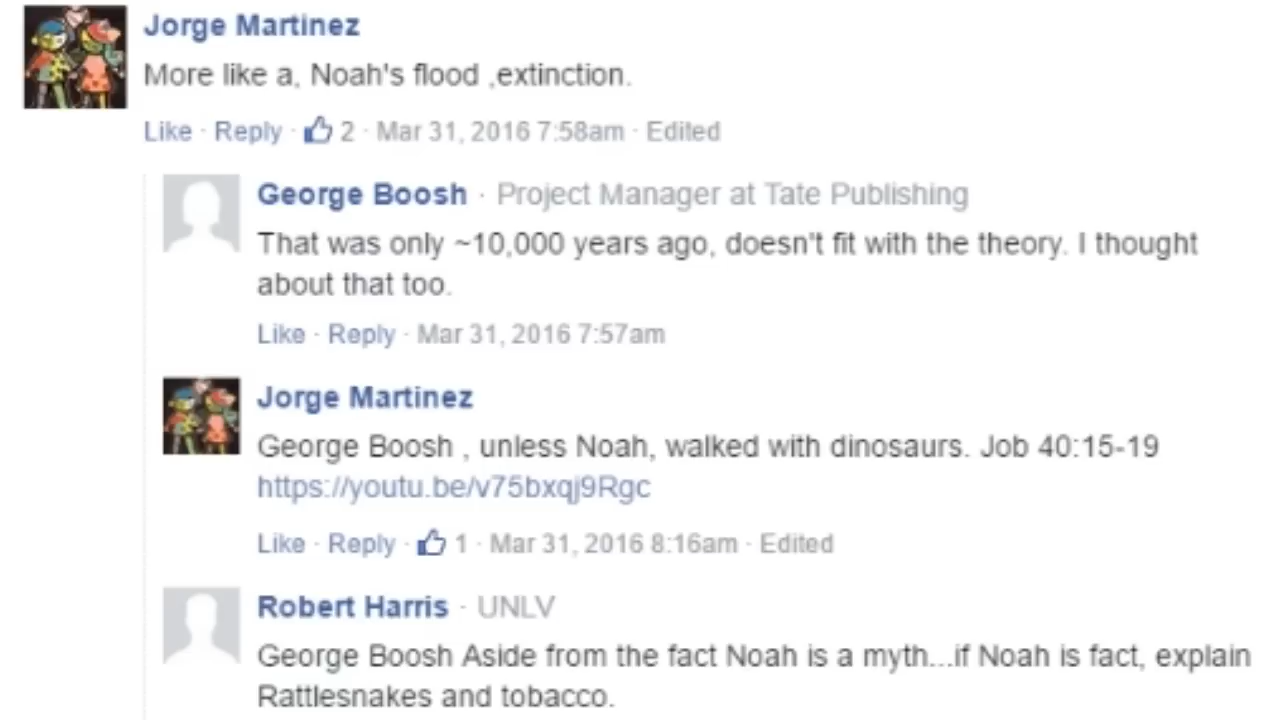 Jorge Martinez
More like a, Noah's flood ,extinction.
Like · Reply · 2 · Mar 31, 2016 7:58am · Edited
George Boosh · Project Manager at Tate Publishing
That was only ~10,000 years ago, doesn't fit with the theory. I thought
about that too.
Like · Reply · Mar 31, 2016 7:57am
Jorge Martinez
George Boosh , unless Noah, walked with dinosaurs. Job 40:15-19
https://youtu.be/v75bxqj9Rgc
Like · Reply · 1 · Mar 31, 2016 8:16am · Edited
Robert Harris · UNLV
George Boosh Aside from the fact Noah is a myth...if Noah is fact, explain
Rattlesnakes and tobacco.